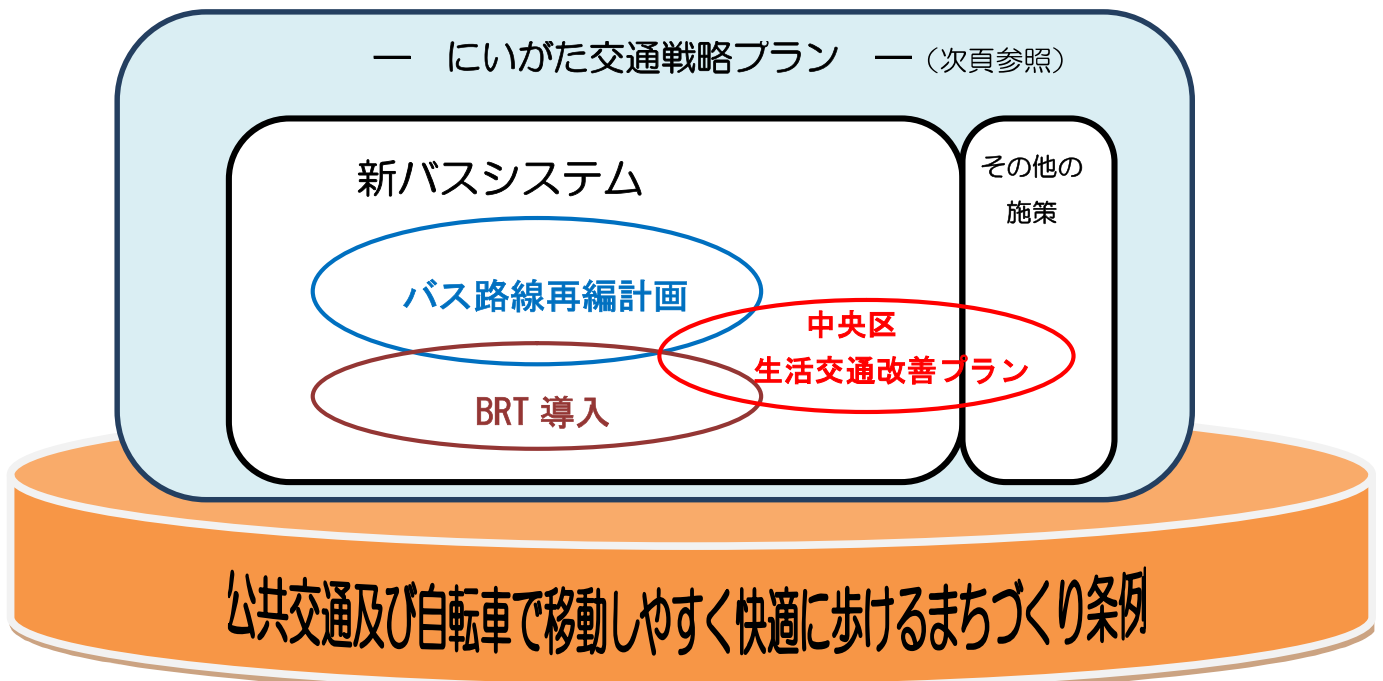 ― にいがた交通戦略プラン ―（次頁参照）
新バスシステム
その他の
施策
バス路線再編計画
中央区
生活交通改善プラン
BRT 導入
公共交通及び自転車で移動しやすく快適に歩けるまちづくり条例